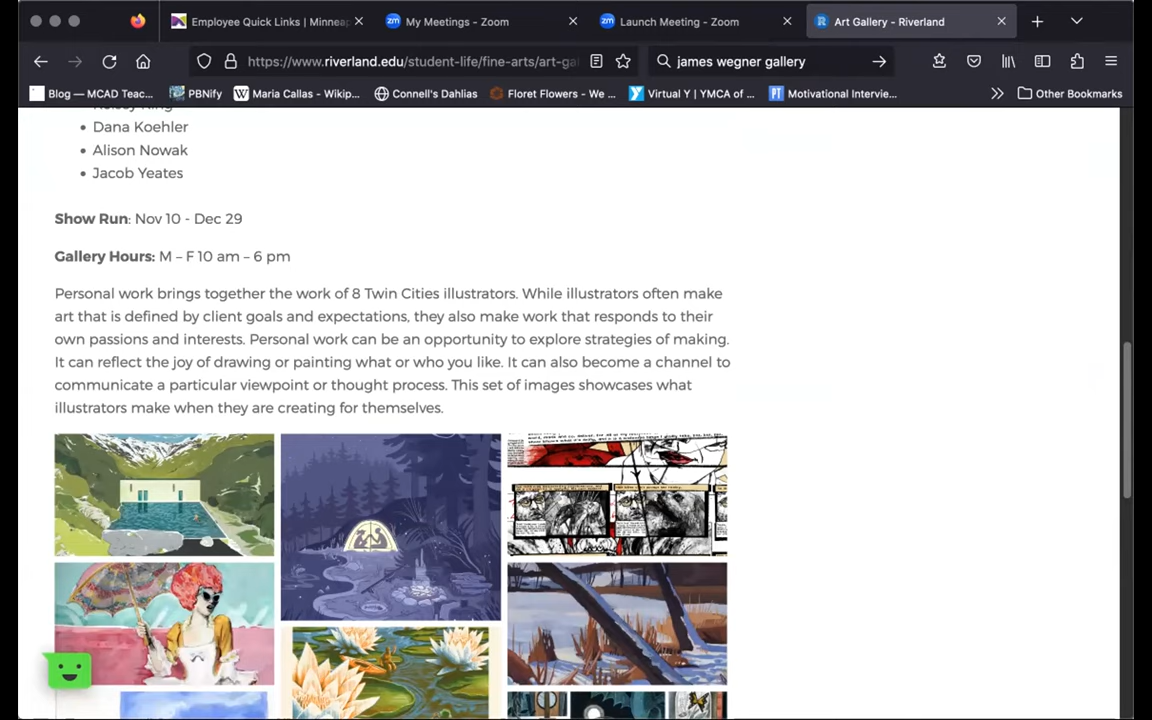 Employee Quick Links | Minneap
My Meetings - Zoom
Launch Meeting - Zoom
Art Gallery - Riverland
https://www.riverland.edu/student-life/fine-arts/art-ga
james wegner gallery
Blog — MCAD Teac...
PBNify
Maria Callas - Wikip...
Connell's Dahlias
Floret Flowers - We ...
Virtual Y | YMCA of ...
Motivational Intervie...
Other Bookmarks
Dana Koehler
Alison Nowak
Jacob Yeates
Show Run: Nov 10 - Dec 29
Gallery Hours: M – F 10 am – 6 pm
Personal work brings together the work of 8 Twin Cities illustrators. While illustrators often make
art that is defined by client goals and expectations, they also make work that responds to their
own passions and interests. Personal work can be an opportunity to explore strategies of making.
It can reflect the joy of drawing or painting what or who you like. It can also become a channel to
communicate a particular viewpoint or thought process. This set of images showcases what
illustrators make when they are creating for themselves.